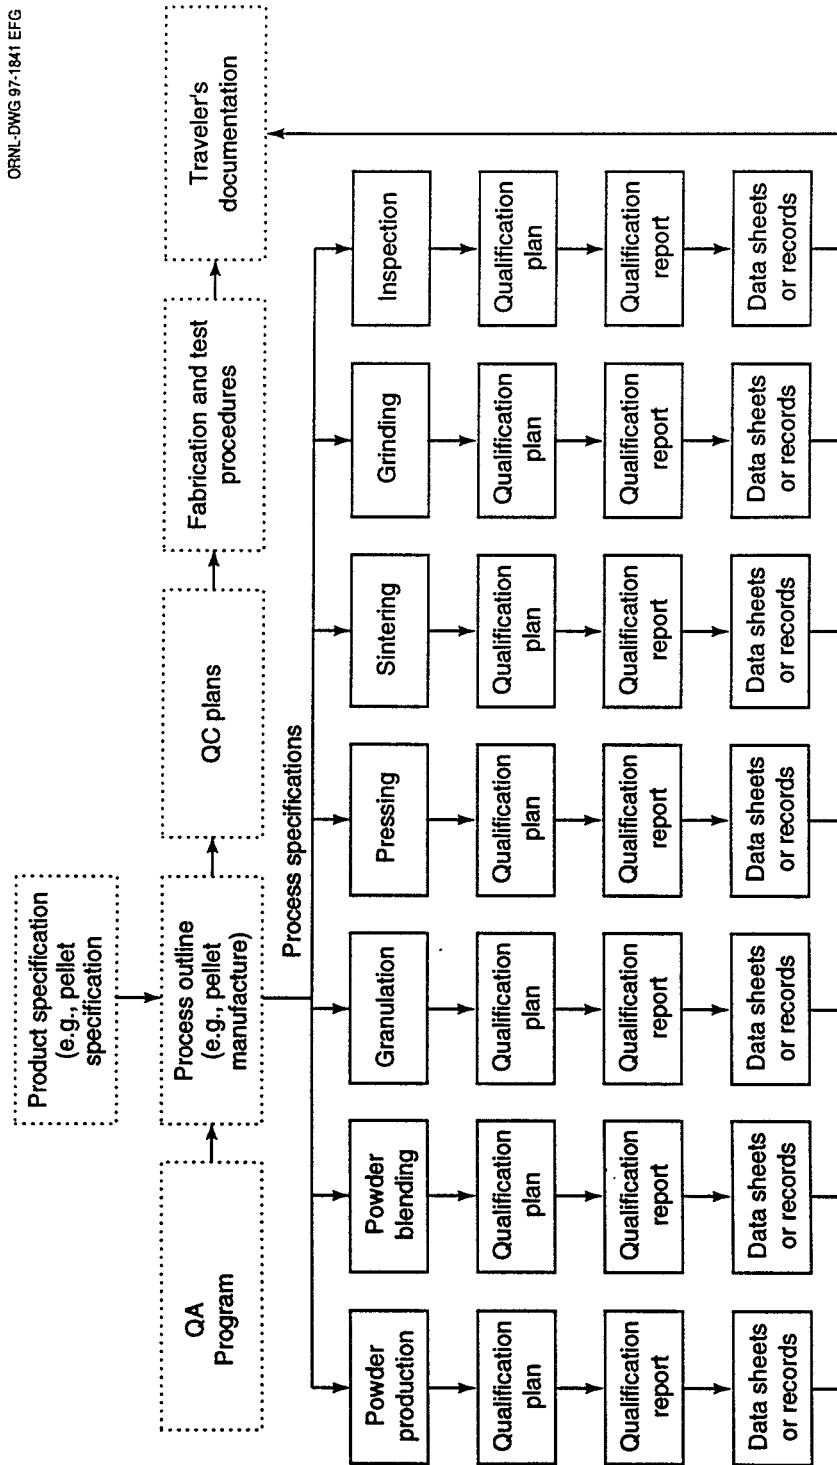 ORNL-DWG 97-1841 EFG
Product specification
(e.g., pellet
specification
QA
Program
Process outline
(e.g., pellet
manufacture)
QC plans
Fabrication and test
procedures
Traveler's
documentation
Process specifications
Powder
production
Powder
blending
Granulation
Pressing
Sintering
Grinding
Inspection
Qualification
plan
Qualification
plan
Qualification
plan
Qualification
plan
Qualification
plan
Qualification
plan
Qualification
plan
Qualification
report
Qualification
report
Qualification
report
Qualification
report
Qualification
report
Qualification
report
Qualification
report
Data sheets
or records
Data sheets
or records
Data sheets
or records
Data sheets
or records
Data sheets
or records
Data sheets
or records
Data sheets
or records